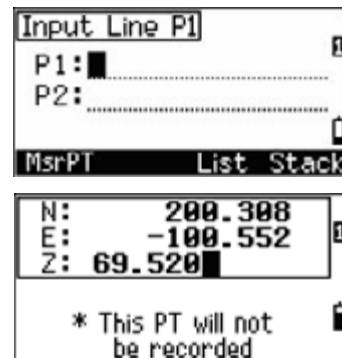 Input Line P1
P1:
P2:
MsrPT List Stack
N: 200.308
E: -100.552
Z: 69.520
* This PT will not
be recorded